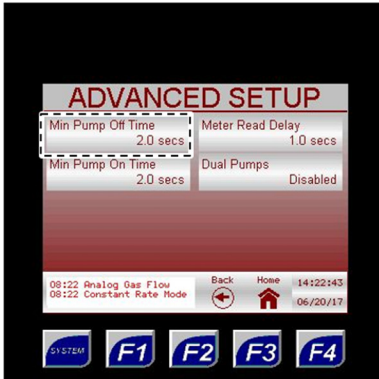 ADVANCED SETUP
Min Pump Off Time
2.0 secs
Meter Read Delay
1.0 secs
Min Pump On Time
2.0 secs
Dual Pumps
Disabled
08:22 Analog Gas Flow
08:22 Constant Rate Mode
Back
Home
14:22:43
06/20/17
SYSTEM
F1
F2
F3
F4